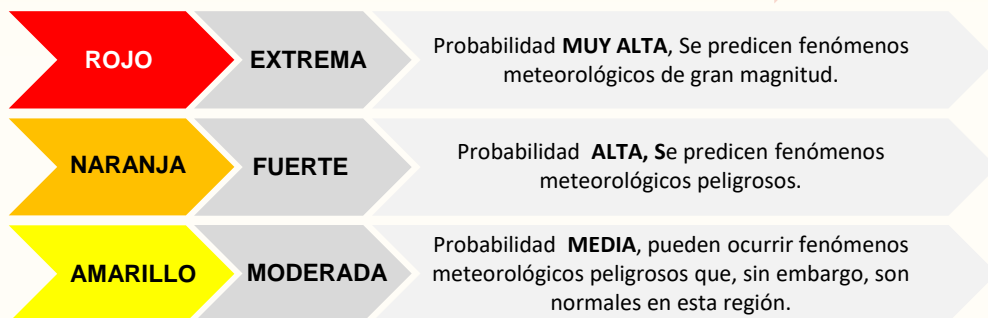 ROJO
EXTREMA
Probabilidad MUY ALTA, Se predicen fenómenos
meteorológicos de gran magnitud.
NARANJA
FUERTE
Probabilidad ALTA, Se predicen fenómenos
meteorológicos peligrosos.
AMARILLO
MODERADA
Probabilidad MEDIA, pueden ocurrir fenómenos
meteorológicos peligrosos que, sin embargo, son
normales en esta región.